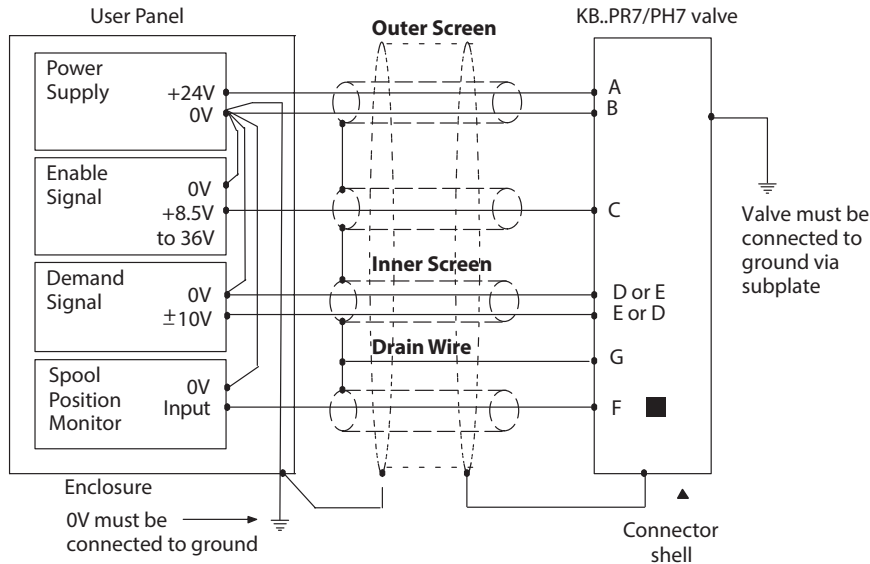 User Panel
Outer Screen
KB..PR7/PH7 valve
Power
Supply
+24V
0V
A
B
Enable
Signal
0V
+8.5V
to 36V
C
Valve must be
connected to
ground via
subplate
Inner Screen
Demand
Signal
0V
±10V
D or E
E or D
Drain Wire
G
Spool
Position
Monitor
0V
Input
F
Enclosure
0V must be
connected to ground
Connector
shell